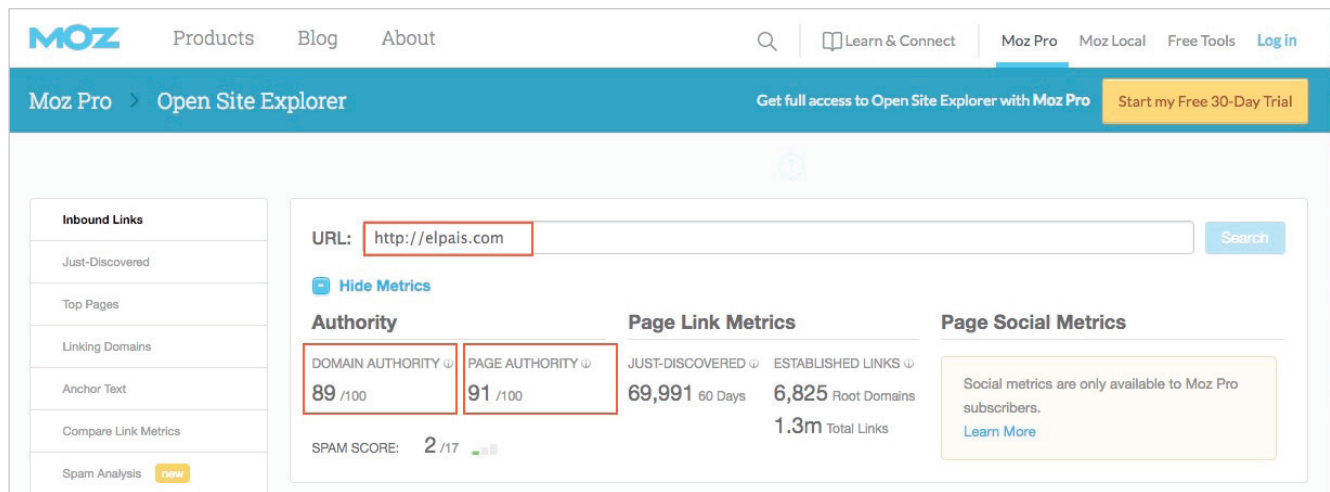 MOZ Products Blog About Learn & Connect Moz Pro Moz Local Free Tools Log in
Moz Pro > Open Site Explorer Get full access to Open Site Explorer with Moz Pro Start my Free 30-Day Trial
Inbound Links
Just-Discovered
Top Pages
Linking Domains
Anchor Text
Compare Link Metrics
Spam Analysis new
URL: http://elpais.com Search
Hide Metrics
Authority
DOMAIN AUTHORITY PAGE AUTHORITY
89 /100 91 /100
SPAM SCORE: 2 /17
Page Link Metrics
JUST-DISCOVERED ESTABLISHED LINKS
69,991 60 Days 6,825 Root Domains
1.3m Total Links
Page Social Metrics
Social metrics are only available to Moz Pro
subscribers.
Learn More